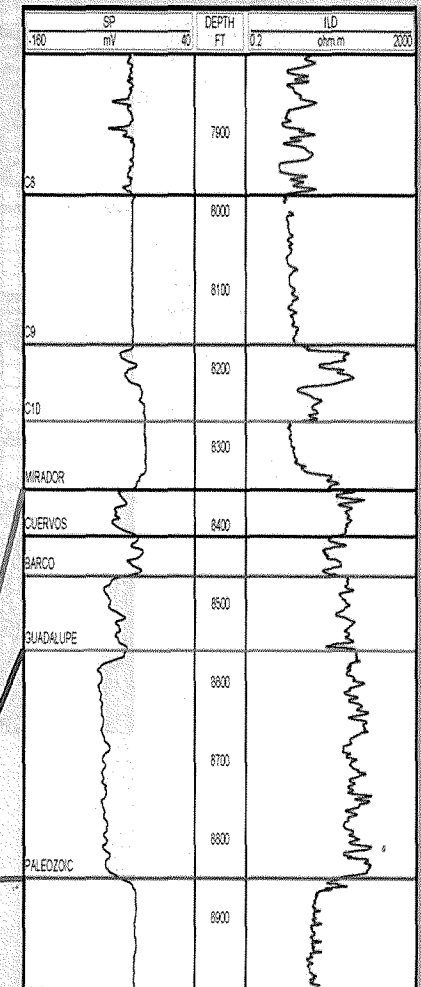 SP DEPTH ILD
-160 mV 40 FT 0.2 ohm.m 2000
7900
C8
8000
8100
C9
8200
C10
8300
MIRADOR
8400
CUERVOS
BARCO
8500
GUADALUPE
8600
8700
8800
PALEOZOIC
8900